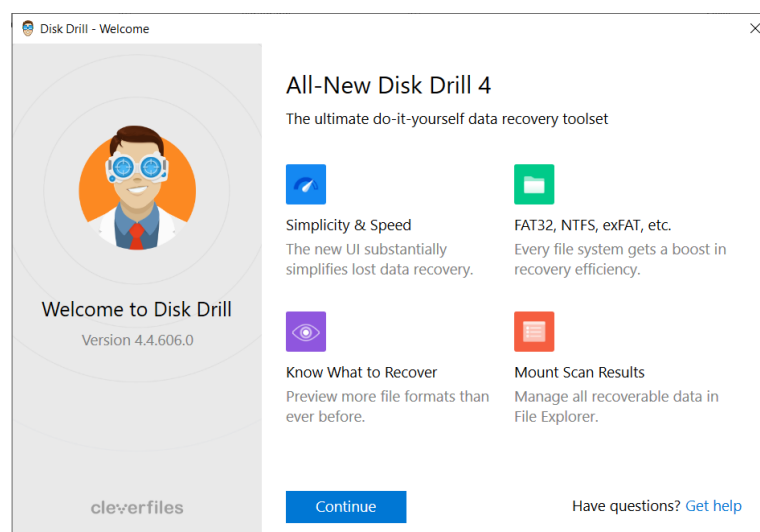 Disk Drill - Welcome
Welcome to Disk Drill
Version 4.4.606.0
cleverfiles
All-New Disk Drill 4
The ultimate do-it-yourself data recovery toolset
Simplicity & Speed
The new UI substantially
simplifies lost data recovery.
FAT32, NTFS, exFAT, etc.
Every file system gets a boost in
recovery efficiency.
Know What to Recover
Preview more file formats than
ever before.
Mount Scan Results
Manage all recoverable data in
File Explorer.
Continue
Have questions? Get help